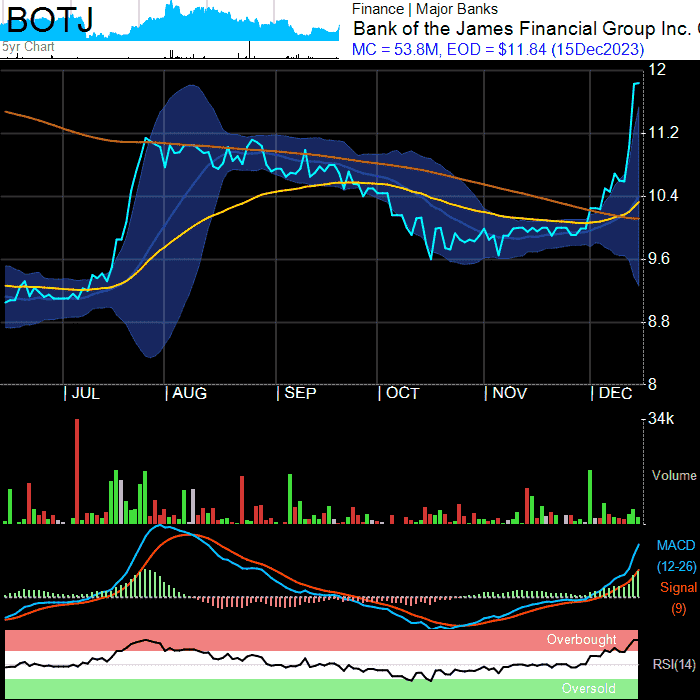 BOTJ
5yr Chart
Finance | Major Banks
Bank of the James Financial Group Inc. (
MC = 53.8M, EOD = $11.84 (15Dec2023)
12
11.2
10.4
9.6
8.8
8
| JUL | AUG | SEP | OCT | NOV | DEC
34k
Volume
MACD
(12-26)
Signal
(9)
Overbought
RSI(14)
Oversold